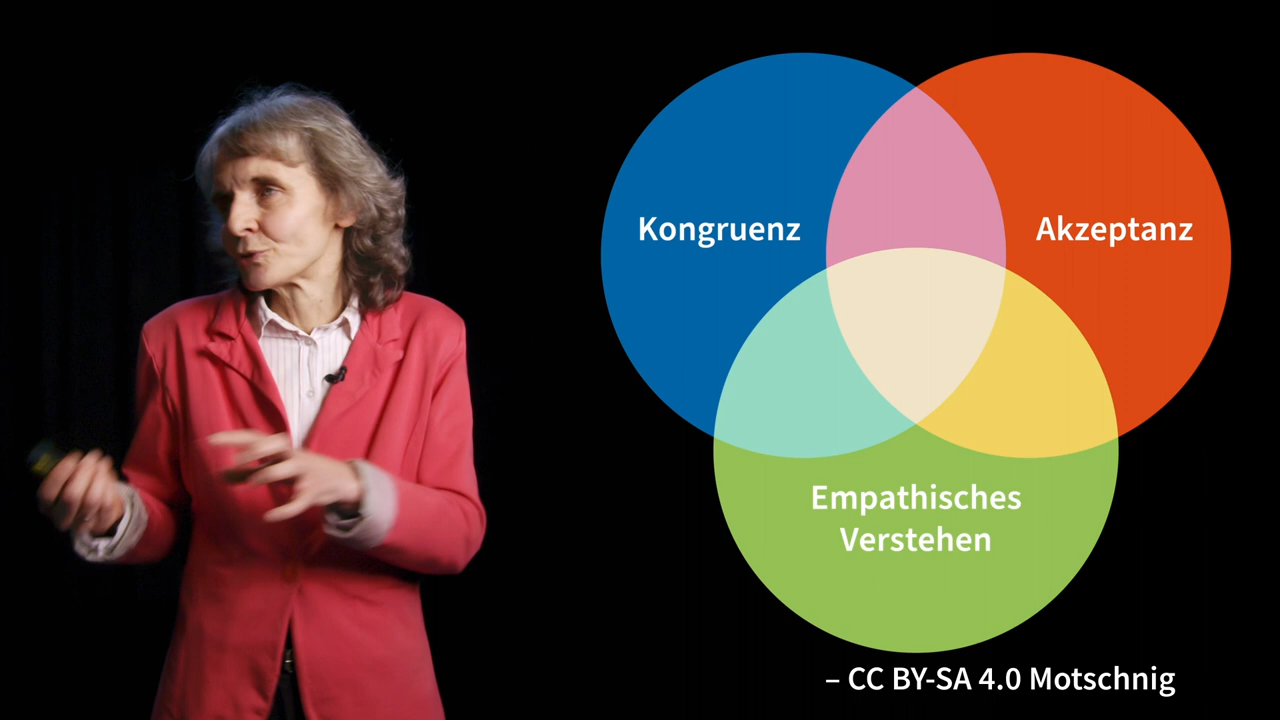 Kongruenz
Akzeptanz
Empathisches
Verstehen
– CC BY-SA 4.0 Motschnig